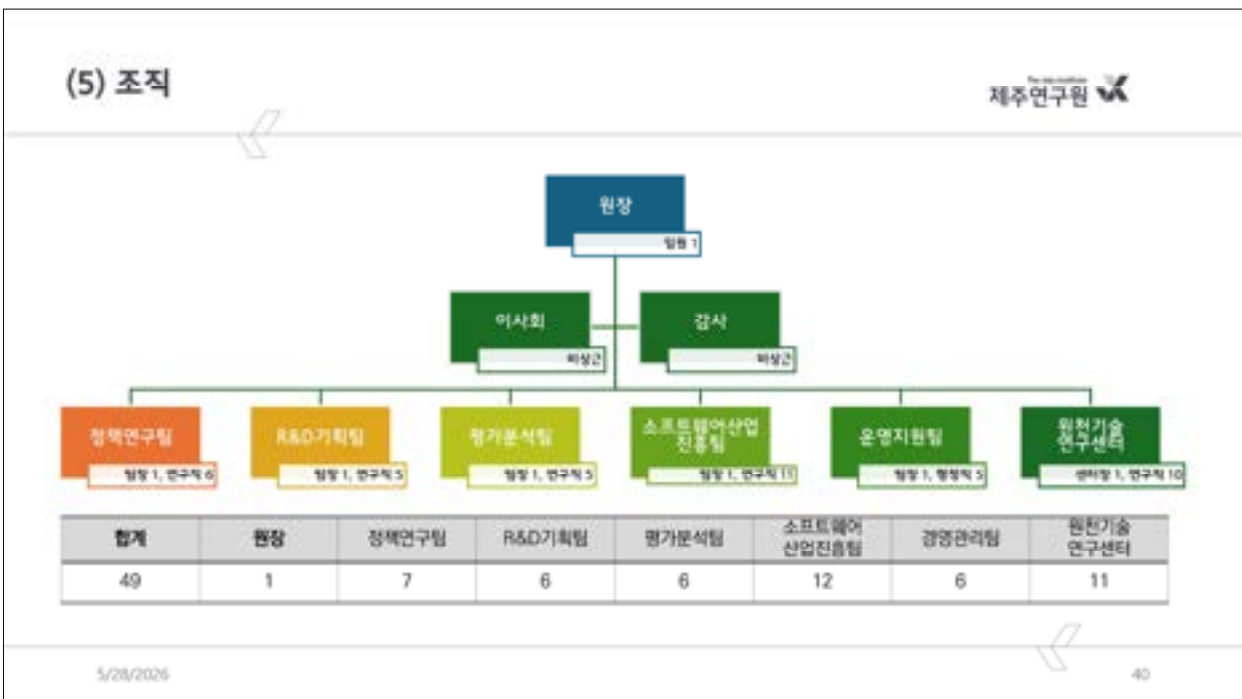 (5) 조직
제주연구원
원장
임원 1
이사회
비상근
감사
비상근
정책연구팀
팀장 1, 연구직 6
R&D기획팀
팀장 1, 연구직 5
평가분석팀
팀장 1, 연구직 5
소프트웨어산업
진흥팀
팀장 1, 연구직 11
운영지원팀
팀장 1, 행정직 5
원천기술
연구센터
센터장 1, 연구직 10
합계 원장 정책연구팀 R&D기획팀 평가분석팀 소프트웨어 산업진흥팀 경영관리팀 원천기술 연구센터
49 1 7 6 6 12 6 11
5/28/2026
40